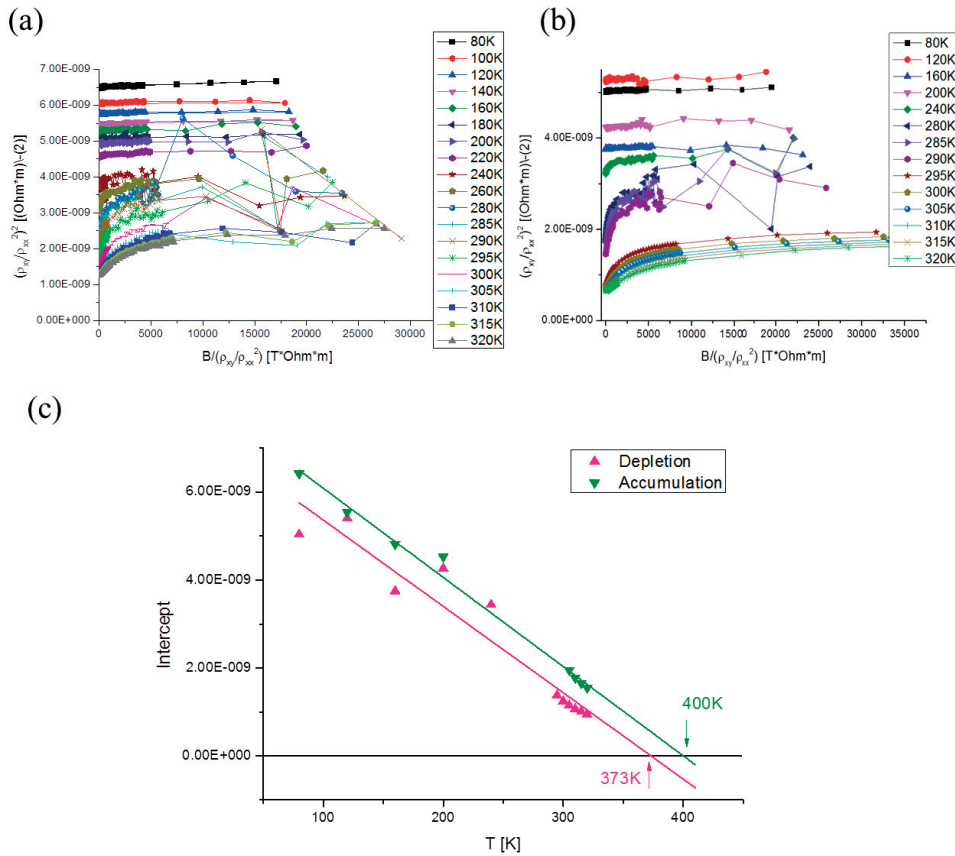 (a)
7.00E-009
6.00E-009
5.00E-009
4.00E-009
3.00E-009
2.00E-009
1.00E-009
0.00E+000
(ρxy/ρxx²)² [(Ohm*m)\-(2)]
0
5000
10000
15000
20000
25000
30000
B/(ρxy/ρxx²) [T*Ohm*m]
80K
100K
120K
140K
160K
180K
200K
220K
240K
260K
280K
285K
290K
295K
300K
305K
310K
315K
320K
(b)
4.00E-009
0.00E+000
(ρxy/ρxx²)² [(Ohm*m)\-(2)]
0
5000
10000
15000
20000
25000
30000
35000
B/(ρxy/ρxx²) [T*Ohm*m]
80K
120K
160K
200K
240K
280K
285K
290K
295K
300K
305K
310K
315K
320K
(c)
Depletion
Accumulation
6.00E-009
4.00E-009
2.00E-009
0.00E+000
Intercept
400K
373K
100
200
300
400
T [K]